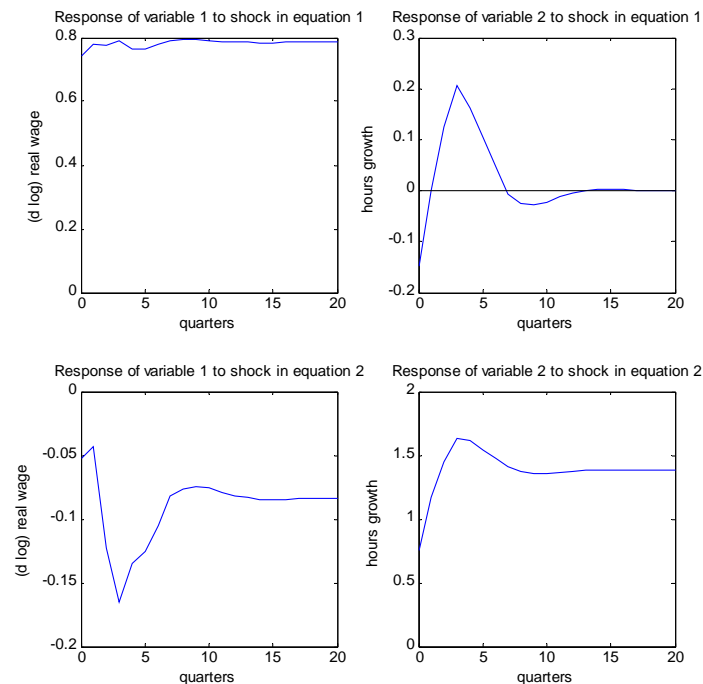 Response of variable 1 to shock in equation 1
0.8
0.6
0.4
0.2
0
(d log) real wage
0 5 10 15 20
quarters
Response of variable 2 to shock in equation 1
0.3
0.2
0.1
0
-0.1
-0.2
hours growth
0 5 10 15 20
quarters
Response of variable 1 to shock in equation 2
0
-0.05
-0.1
-0.15
-0.2
(d log) real wage
0 5 10 15 20
quarters
Response of variable 2 to shock in equation 2
2
1.5
1
0.5
0
hours growth
0 5 10 15 20
quarters